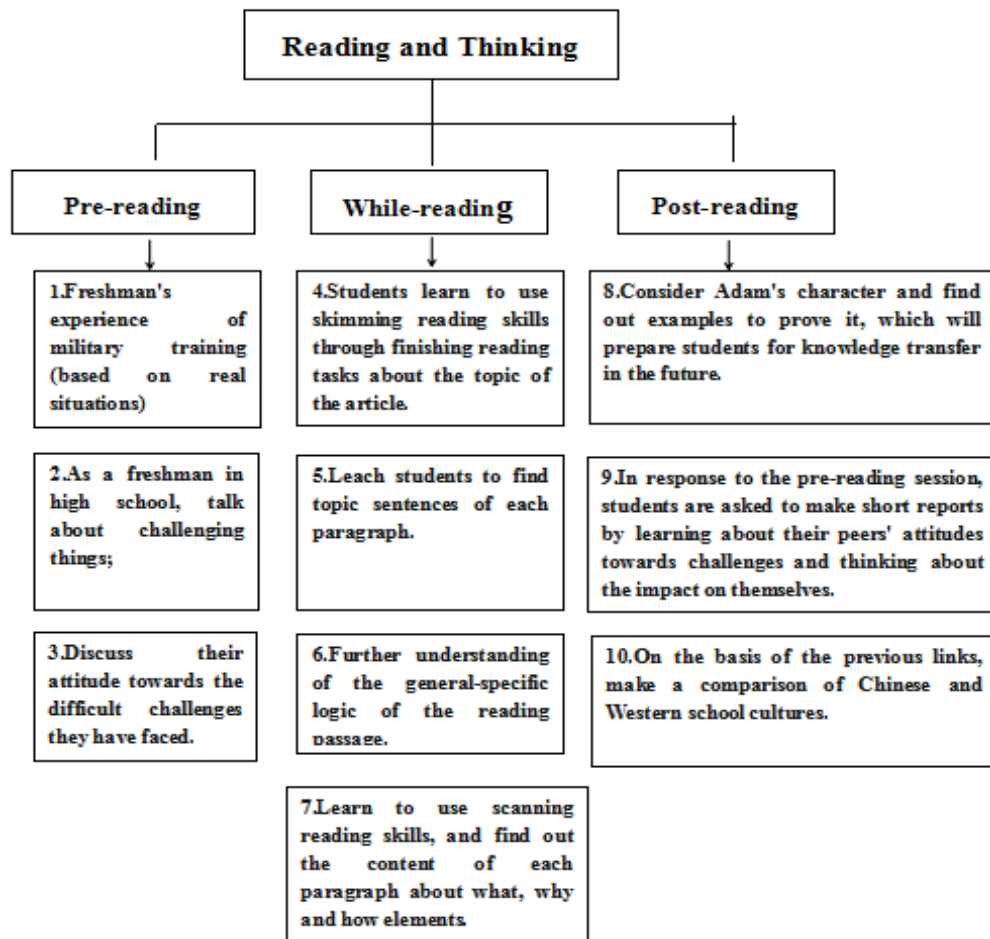 Reading and Thinking
Pre-reading
While-reading
Post-reading
1.Freshman's
experience of
military training
(based on real
situations)
2.As a freshman in
high school, talk
about challenging
things;
3.Discuss their
attitude towards the
difficult challenges
they have faced.
4.Students learn to use
skimming reading skills
through finishing reading
tasks about the topic of
the article.
5.Leach students to find
topic sentences of each
paragraph.
6.Further understanding
of the general-specific
logic of the reading
passage.
7.Learn to use scanning
reading skills, and find out
the content of each
paragraph about what, why
and how elements.
8.Consider Adam's character and find
out examples to prove it, which will
prepare students for knowledge transfer
in the future.
9.In response to the pre-reading session,
students are asked to make short reports
by learning about their peers' attitudes
towards challenges and thinking about
the impact on themselves.
10.On the basis of the previous links,
make a comparison of Chinese and
Western school cultures.